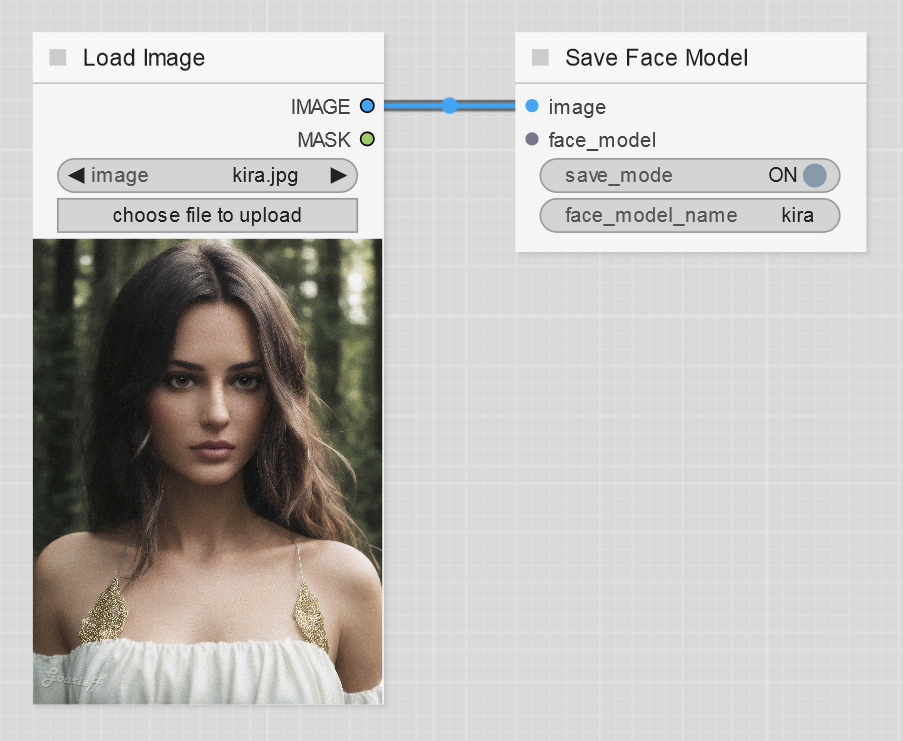 Load Image
IMAGE
MASK
image kira.jpg
choose file to upload
Gourieff
Save Face Model
image
face_model
save_mode ON
face_model_name kira